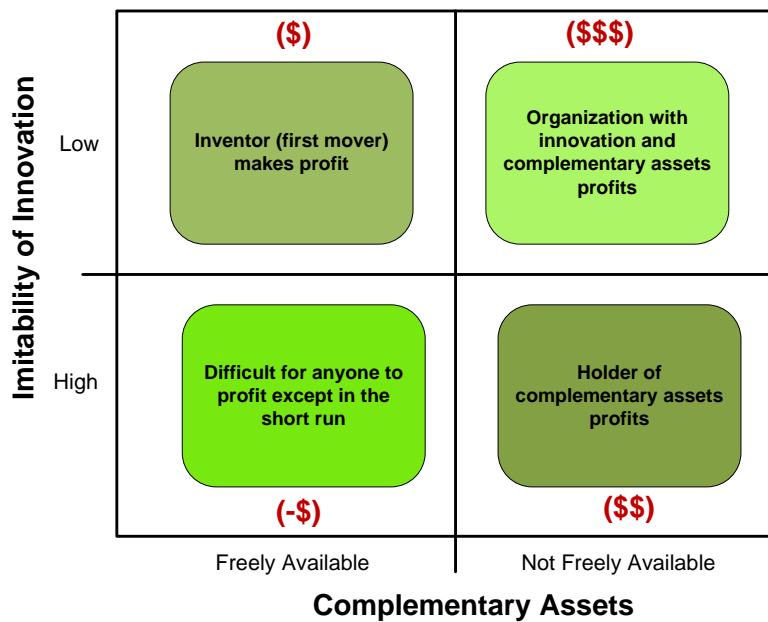 ($)
($$$)
Inventor (first mover)
makes profit
Organization with
innovation and
complementary assets
profits
Low
Imitability of Innovation
High
Difficult for anyone to
profit except in the
short run
Holder of
complementary assets
profits
(-$)
($$)
Freely Available
Not Freely Available
Complementary Assets